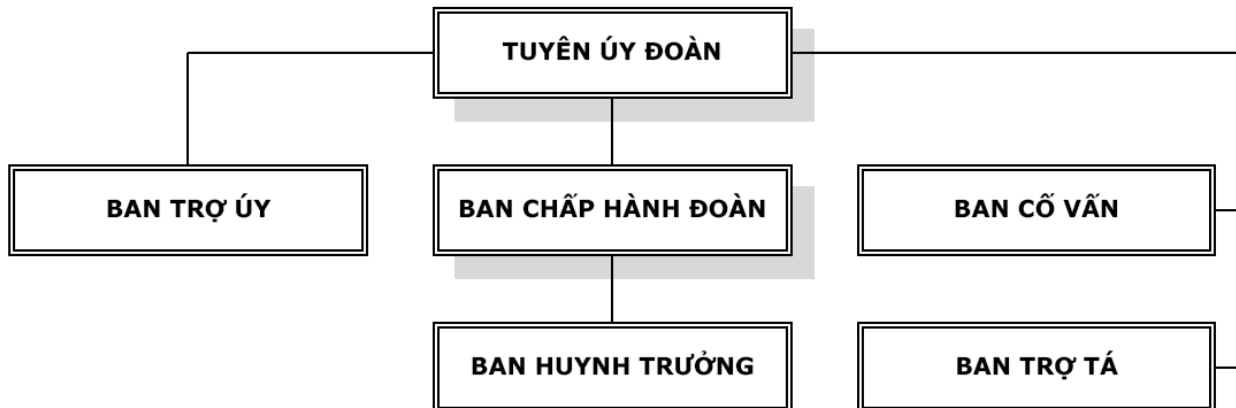 TUYÊN ÚY ĐOÀN
BAN TRỢ ÚY
BAN CHẤP HÀNH ĐOÀN
BAN CỐ VẤN
BAN HUYNH TRƯỞNG
BAN TRỢ TÁ